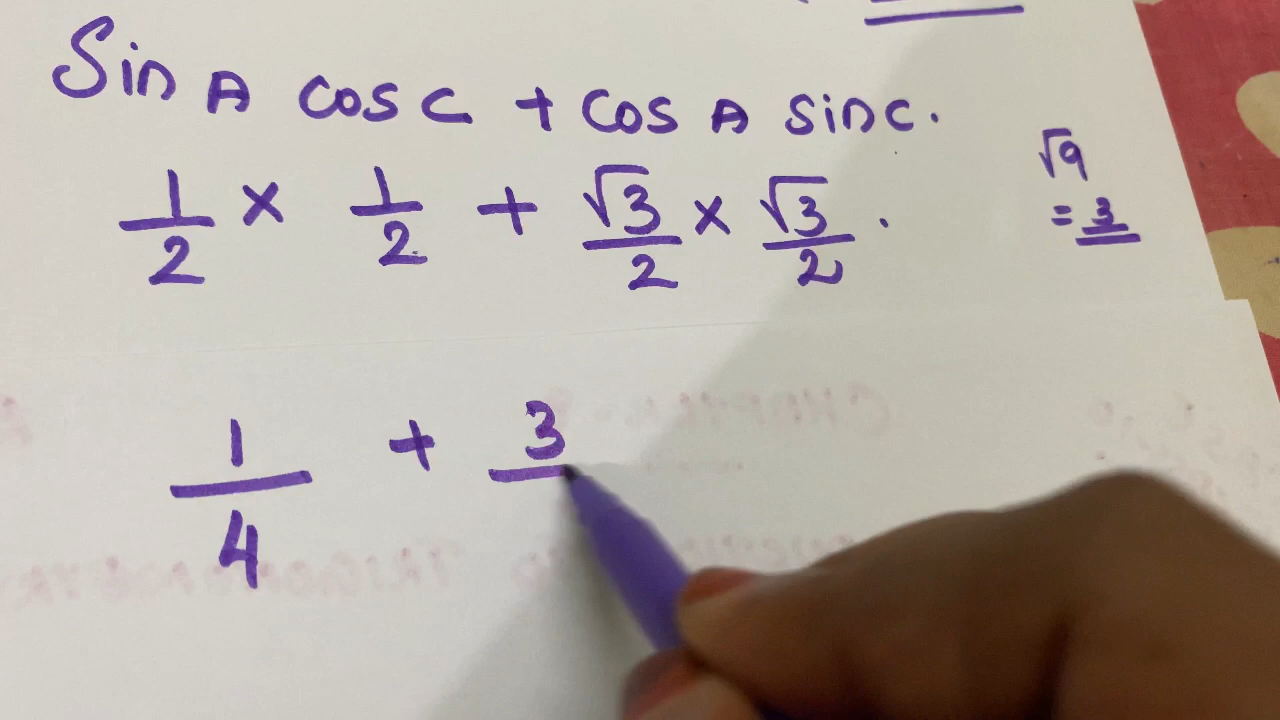 Sin A cos C + cos A sin C.
1/2 × 1/2 + √3/2 × √3/2 .
√9
= 3
1/4 + 3